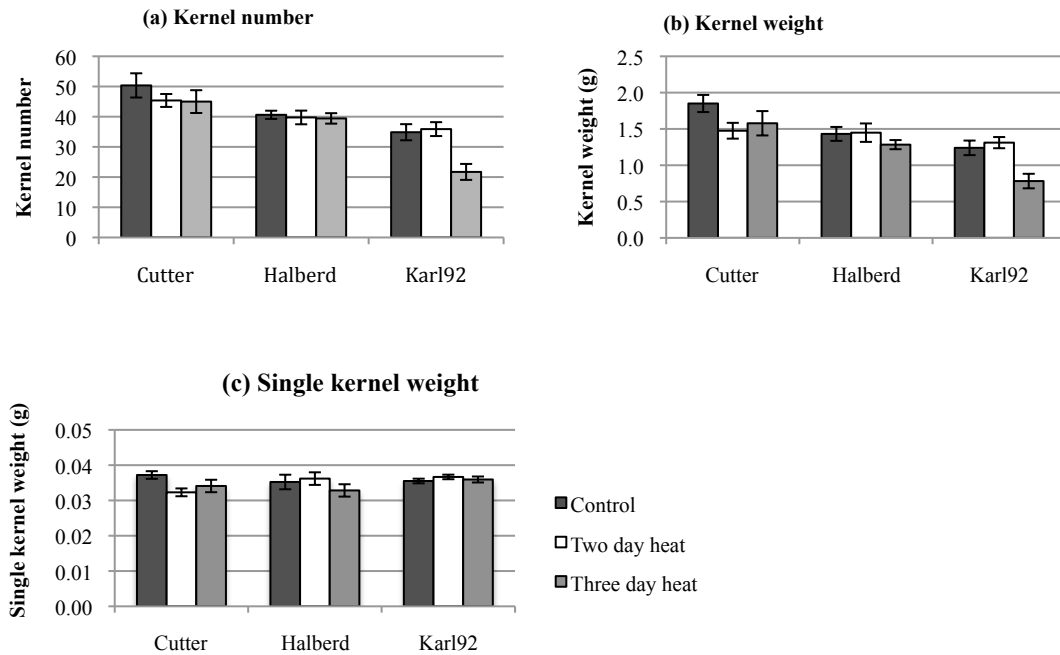 (a) Kernel number
Kernel number
60
50
40
30
20
10
0
Cutter Halberd Karl92
(b) Kernel weight
Kernel weight (g)
2.5
2.0
1.5
1.0
0.5
0.0
Cutter Halberd Karl92
(c) Single kernel weight
Single kernel weight (g)
0.05
0.04
0.03
0.02
0.01
0.00
Cutter Halberd Karl92
Control
Two day heat
Three day heat